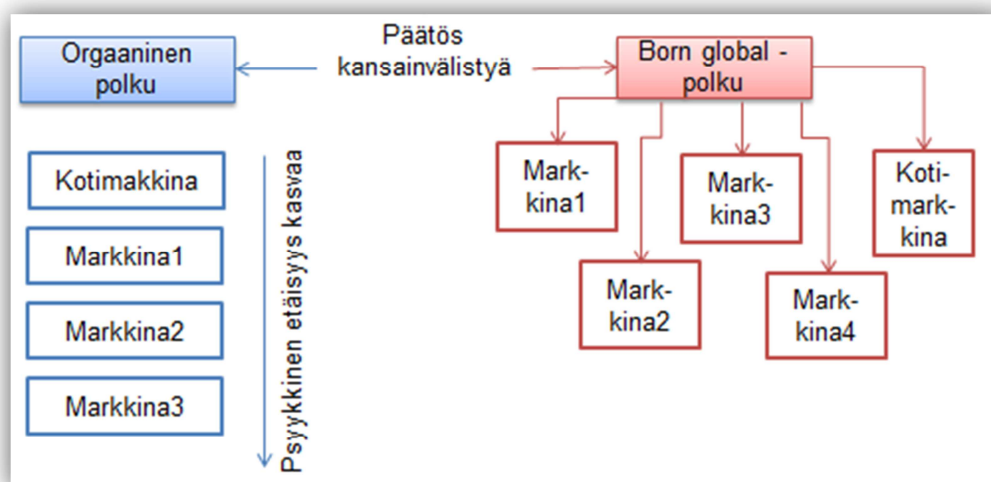 Orgaaninen
polku
Päätös
kansainvälistyä
Born global -
polku
Kotimakkina
Markkina1
Markkina2
Markkina3
Psyykkinen etäisyys kasvaa
Mark-
kina1
Mark-
kina2
Mark-
kina3
Mark-
kina4
Koti-
mark-
kina